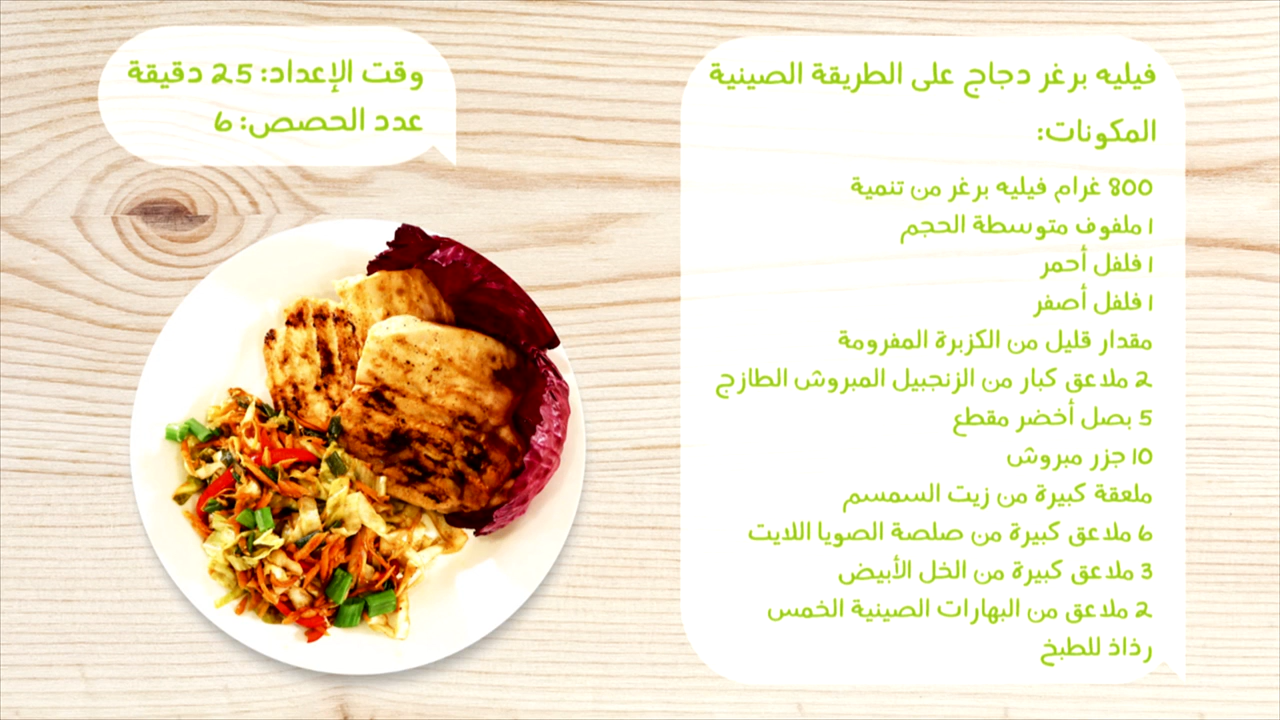 فيليه برغر دجاج على الطريقة الصينية
المكونات:
800 غرام فيليه برغر من تنمية
1 ملفوف متوسطة الحجم
1 فلفل أحمر
1 فلفل أصفر
مقدار قليل من الكزبرة المفرومة
2 ملاعق كبار من الزنجبيل المبروش الطازج
5 بصل أخضر مقطع
10 جزر مبروش
ملعقة كبيرة من زيت السمسم
6 ملاعق كبيرة من صلصة الصويا اللايت
3 ملاعق كبيرة من الخل الأبيض
2 ملاعق من البهارات الصينية الخمس
رذاذ للطبخ
وقت الإعداد: 25 دقيقة
عدد الحصص: 6